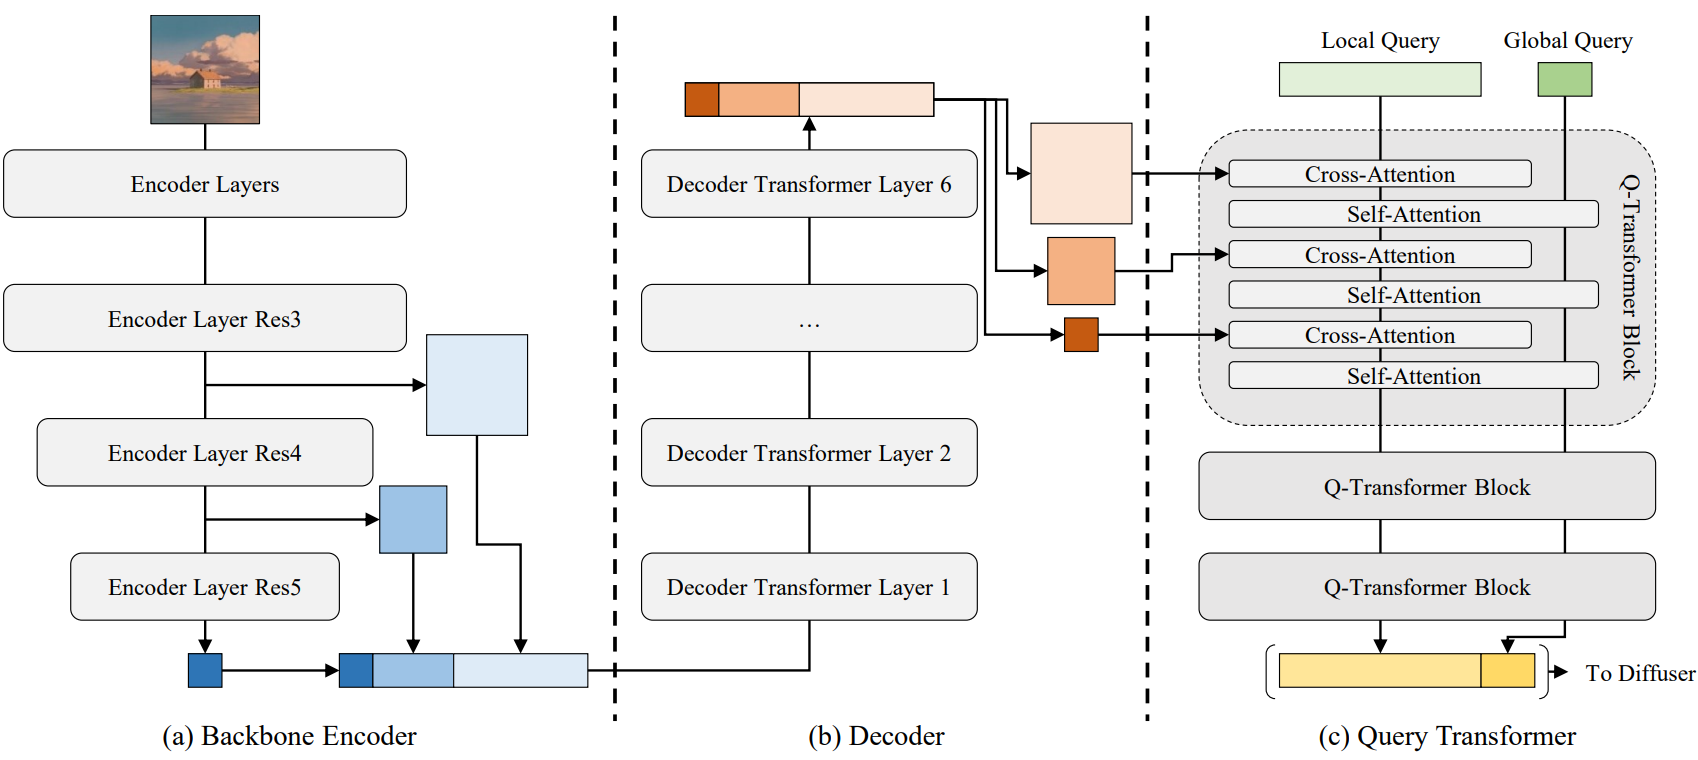 Encoder Layers
Encoder Layer Res3
Encoder Layer Res4
Encoder Layer Res5
(a) Backbone Encoder
Decoder Transformer Layer 6
...
Decoder Transformer Layer 2
Decoder Transformer Layer 1
(b) Decoder
Local Query
Global Query
Cross-Attention
Self-Attention
Cross-Attention
Self-Attention
Cross-Attention
Self-Attention
Q-Transformer Block
Q-Transformer Block
Q-Transformer Block
To Diffuser
(c) Query Transformer